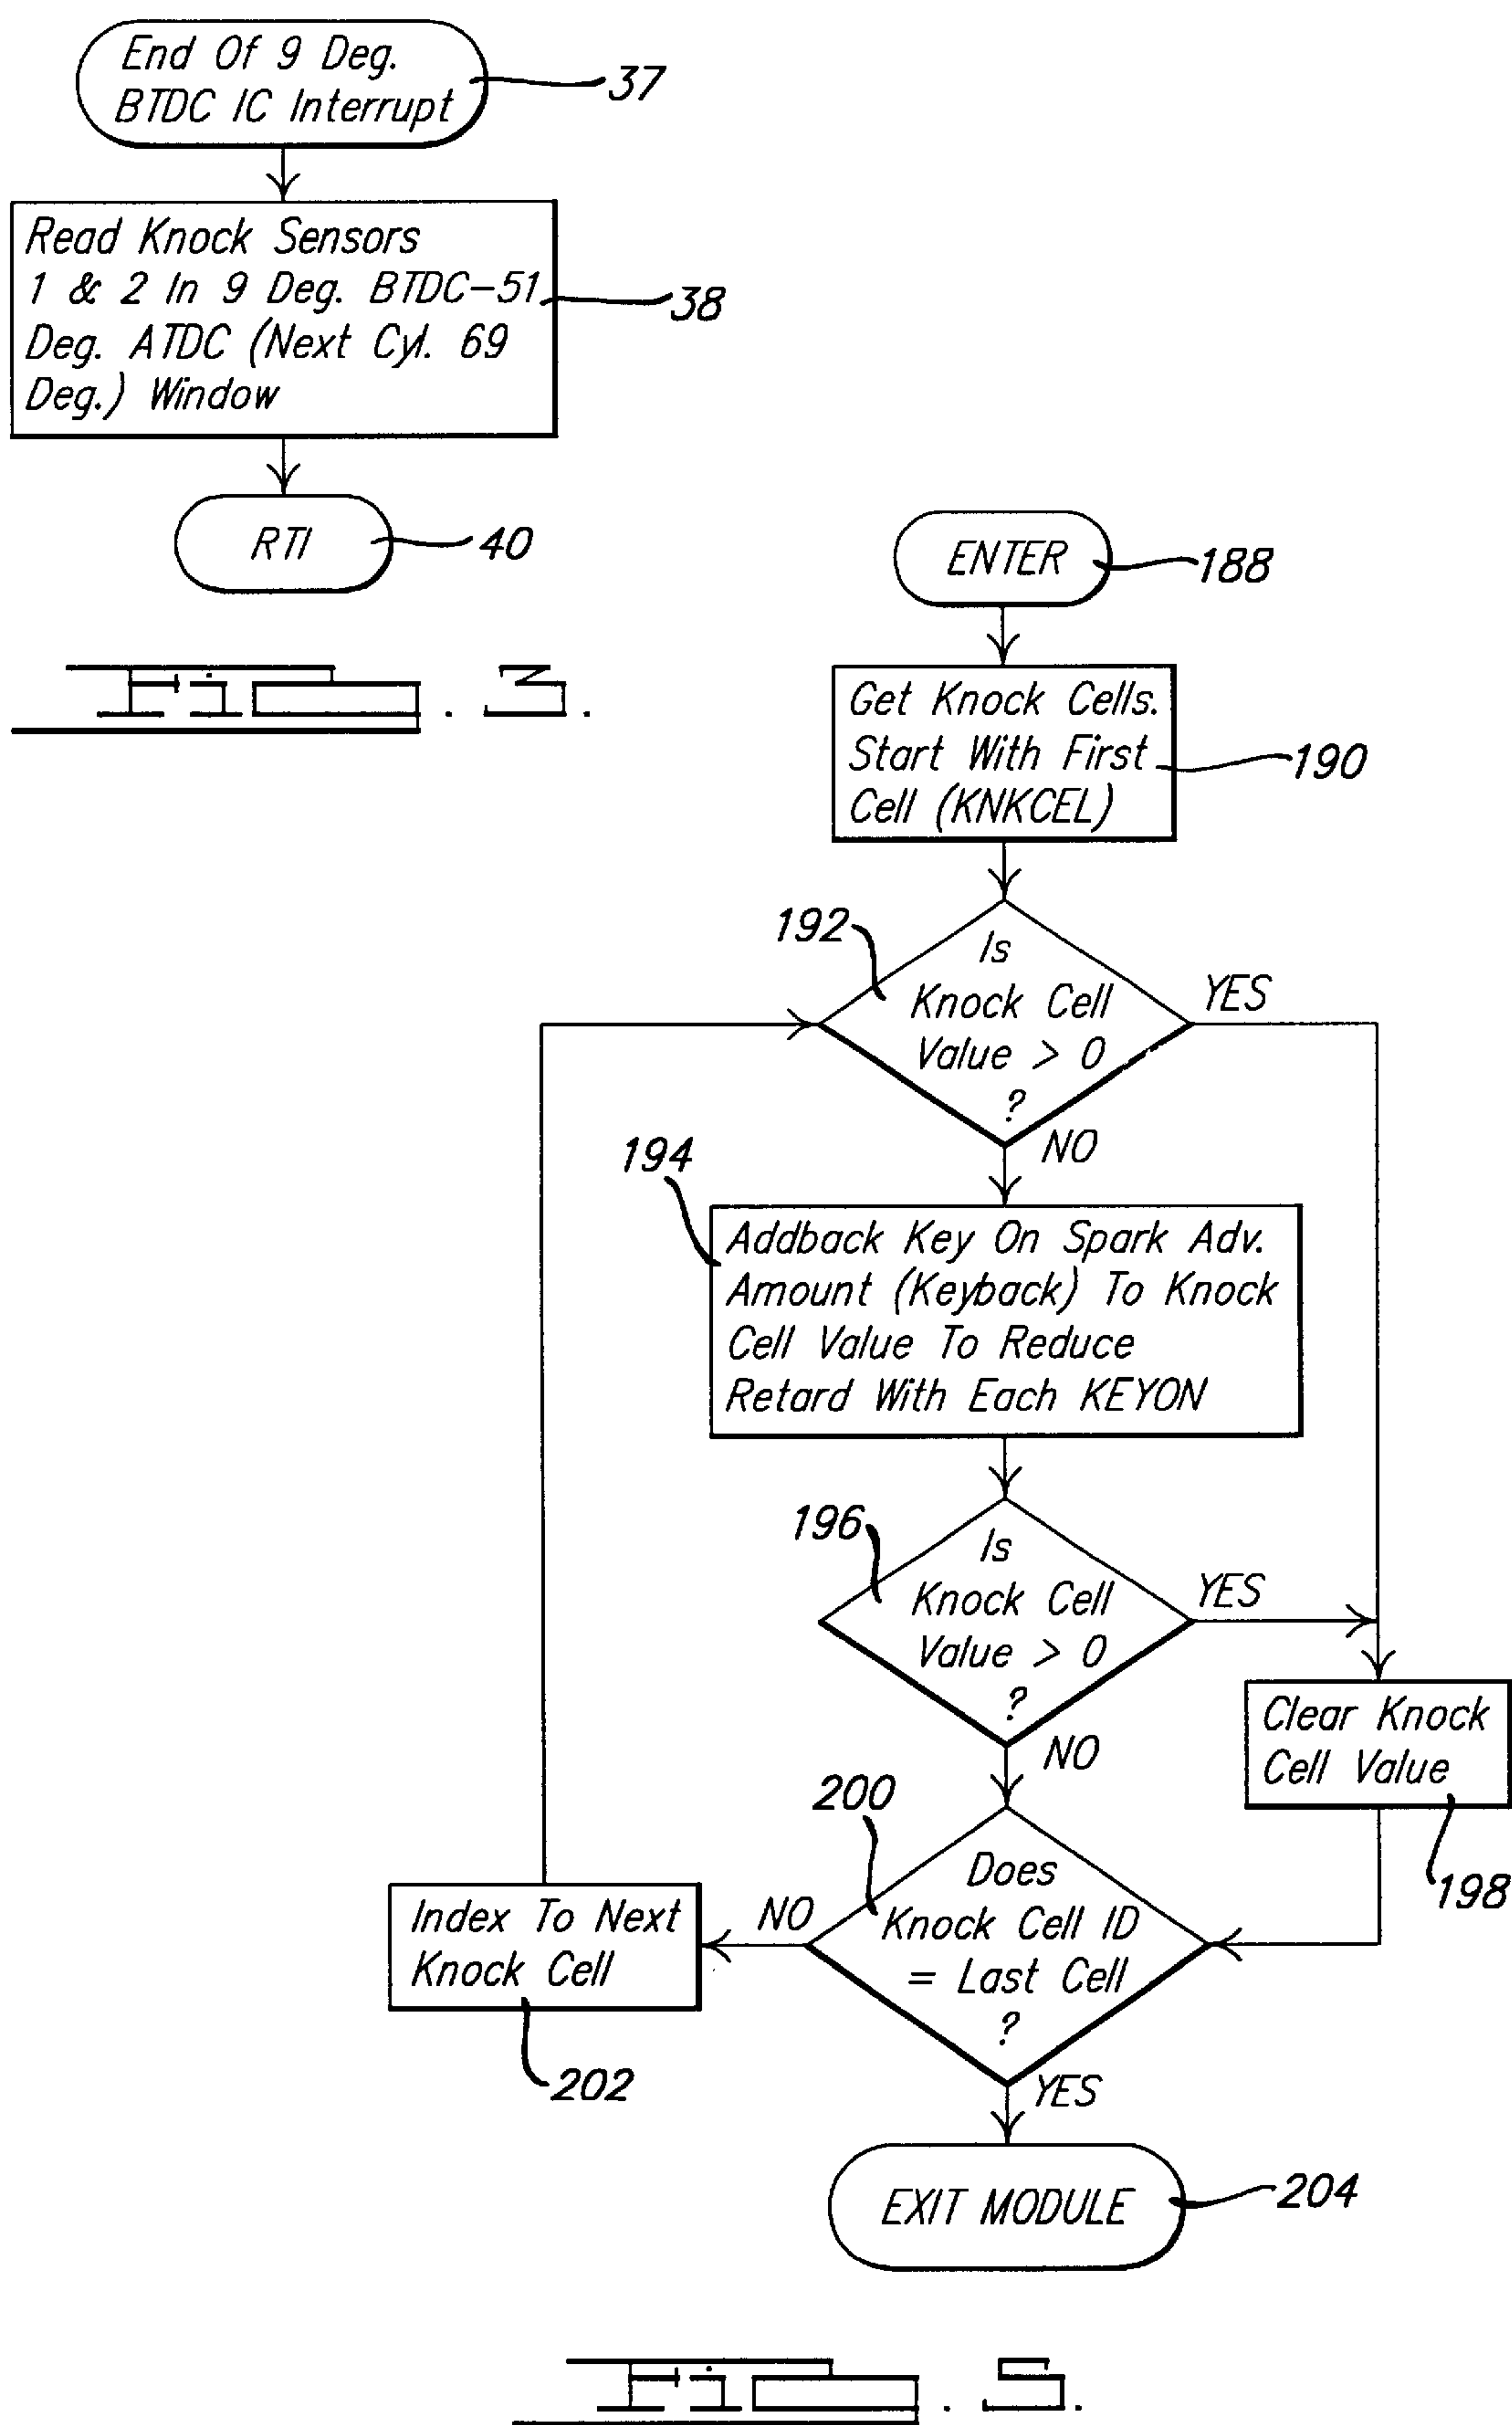 End Of 9 Deg.
BTDC IC Interrupt
37
Read Knock Sensors
1 & 2 In 9 Deg. BTDC-51
Deg. ATDC (Next Cyl. 69
Deg.) Window
38
RTI
40
Fig. 3.
ENTER
188
Get Knock Cells.
Start With First
Cell (KNKCEL)
190
192
Is
Knock Cell
Value > 0
?
YES
NO
194
Addback Key On Spark Adv.
Amount (Keyback) To Knock
Cell Value To Reduce
Retard With Each KEYON
196
Is
Knock Cell
Value > 0
?
YES
NO
Clear Knock
Cell Value
198
200
Does
Knock Cell ID
= Last Cell
?
NO
Index To Next
Knock Cell
202
YES
EXIT MODULE
204
Fig. 5.